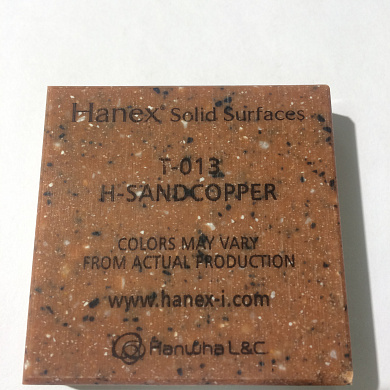 Hanex Solid Surfaces
T-013
H-SANDCOPPER
COLORS MAY VARY
FROM ACTUAL PRODUCTION
www.hanex-i.com
Hanwha L&C